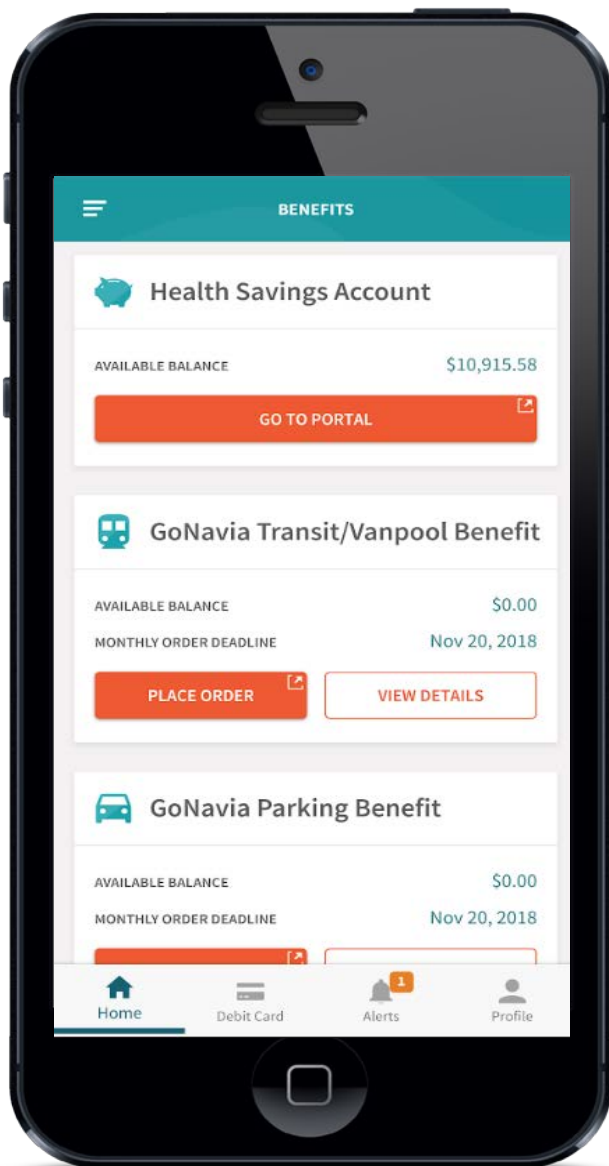 BENEFITS
Health Savings Account
AVAILABLE BALANCE $10,915.58
GO TO PORTAL
GoNavia Transit/Vanpool Benefit
AVAILABLE BALANCE $0.00
MONTHLY ORDER DEADLINE Nov 20, 2018
PLACE ORDER VIEW DETAILS
GoNavia Parking Benefit
AVAILABLE BALANCE $0.00
MONTHLY ORDER DEADLINE Nov 20, 2018
1
Home Debit Card Alerts Profile